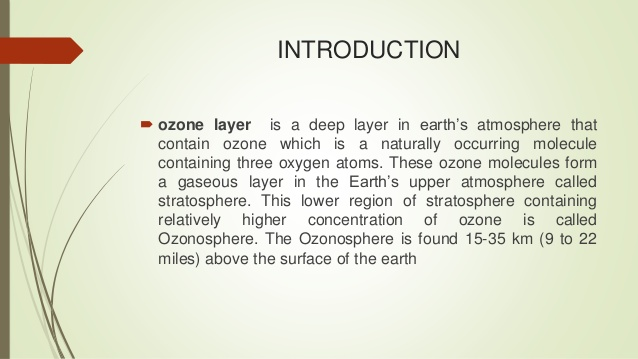 INTRODUCTION
ozone layer is a deep layer in earth’s atmosphere that
contain ozone which is a naturally occurring molecule
containing three oxygen atoms. These ozone molecules form
a gaseous layer in the Earth’s upper atmosphere called
stratosphere. This lower region of stratosphere containing
relatively higher concentration of ozone is called
Ozonosphere. The Ozonosphere is found 15-35 km (9 to 22
miles) above the surface of the earth